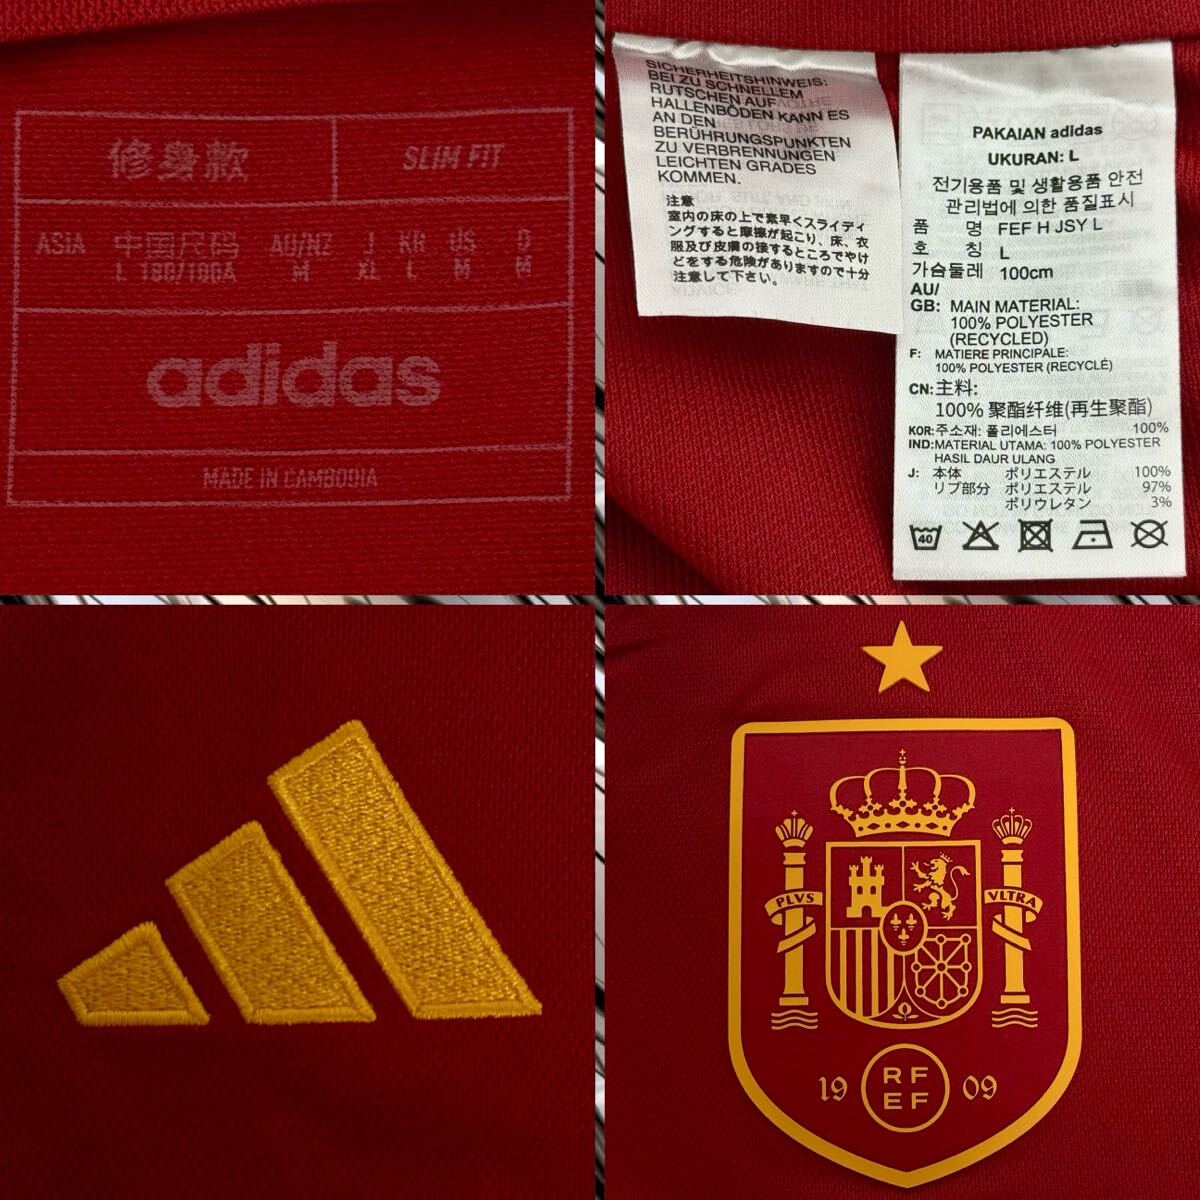 修身款
SLIM FIT
ASIA 中国尺码 AU/NZ J KR US D
L 180/100A M XL L M M
adidas
MADE IN CAMBODIA
SICHERHEITSHINWEIS:
BEI ZU SCHNELLEM
RUTSCHEN AUF
HALLENBÖDEN KANN ES
AN DEN
BERÜHRUNGSPUNKTEN
ZU VERBRENNUNGEN
LEICHTEN GRADES
KOMMEN.
注意
室内の床の上で素早くスライディ
ングすると摩擦が起こり、床、衣
服及び皮膚の接するところでやけ
どをする危険がありますので十分
注意して下さい。
PAKAIAN adidas
UKURAN: L
전기용품 및 생활용품 안전
관리법에 의한 품질표시
품 명 FEF H JSY L
호 칭 L
가슴둘레 100cm
AU/
GB: MAIN MATERIAL:
100% POLYESTER
(RECYCLED)
F: MATIERE PRINCIPALE:
100% POLYESTER (RECYCLÉ)
CN:主料:
100% 聚酯纤维(再生聚酯)
KOR:주소재: 폴리에스터 100%
IND:MATERIAL UTAMA: 100% POLYESTER
HASIL DAUR ULANG
J: 本体 ポリエステル 100%
リブ部分 ポリエステル 97%
ポリウレタン 3%
40
PLVS VLTRA
19 RF 09
EF